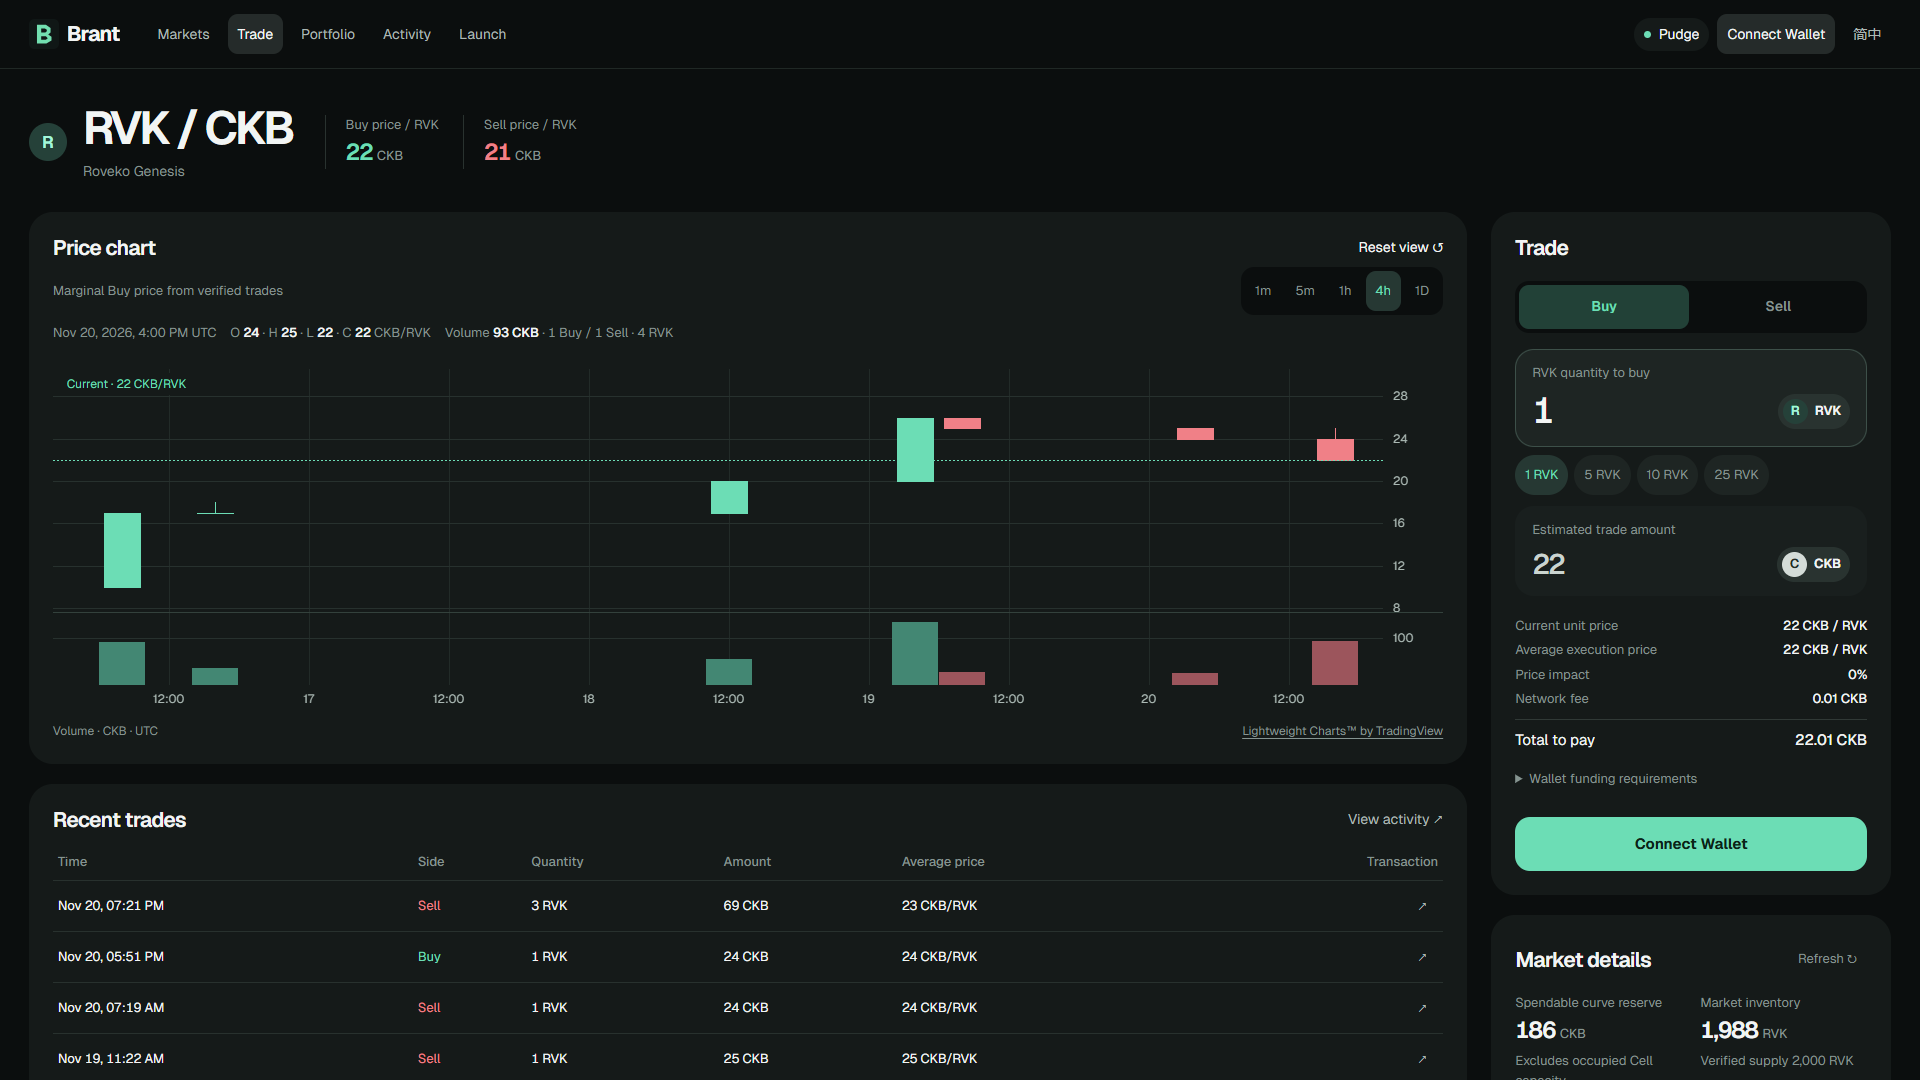 B Brant
Markets
Trade
Portfolio
Activity
Launch
Pudge
Connect Wallet
简中
R
RVK / CKB
Roveko Genesis
Buy price / RVK
22 CKB
Sell price / RVK
21 CKB
Price chart
Reset view ↺
Marginal Buy price from verified trades
1m 5m 1h 4h 1D
Nov 20, 2026, 4:00 PM UTC O 24 · H 25 · L 22 · C 22 CKB/RVK Volume 93 CKB · 1 Buy / 1 Sell · 4 RVK
Current · 22 CKB/RVK
28
24
20
16
12
8
100
12:00 17 12:00 18 12:00 19 12:00 20 12:00
Volume · CKB · UTC
Lightweight Charts™ by TradingView
Recent trades
View activity ↗
Time Side Quantity Amount Average price Transaction
Nov 20, 07:21 PM Sell 3 RVK 69 CKB 23 CKB/RVK ↗
Nov 20, 05:51 PM Buy 1 RVK 24 CKB 24 CKB/RVK ↗
Nov 20, 07:19 AM Sell 1 RVK 24 CKB 24 CKB/RVK ↗
Nov 19, 11:22 AM Sell 1 RVK 25 CKB 25 CKB/RVK ↗
Trade
Buy Sell
RVK quantity to buy
1 R RVK
1 RVK 5 RVK 10 RVK 25 RVK
Estimated trade amount
22 C CKB
Current unit price 22 CKB / RVK
Average execution price 22 CKB / RVK
Price impact 0%
Network fee 0.01 CKB
Total to pay 22.01 CKB
▶ Wallet funding requirements
Connect Wallet
Market details
Refresh ↻
Spendable curve reserve
186 CKB
Excludes occupied Cell
capacity
Market inventory
1,988 RVK
Verified supply 2,000 RVK